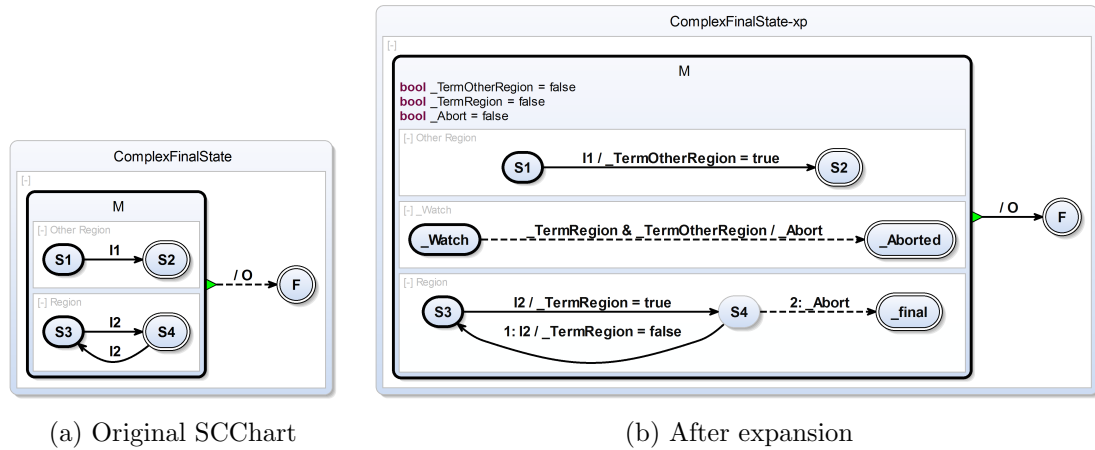 ComplexFinalState
[-]
M
[-] Other Region
S1
I1
S2
[-] Region
S3
I2
S4
I2
/ O
F
(a) Original SCChart
ComplexFinalState-xp
[-]
M
bool _TermOtherRegion = false
bool _TermRegion = false
bool _Abort = false
[-] Other Region
S1
I1 / _TermOtherRegion = true
S2
[-] _Watch
_Watch
_TermRegion & _TermOtherRegion / _Abort
_Aborted
[-] Region
S3
I2 / _TermRegion = true
S4
2: _Abort
_final
1: I2 / _TermRegion = false
/ O
F
(b) After expansion